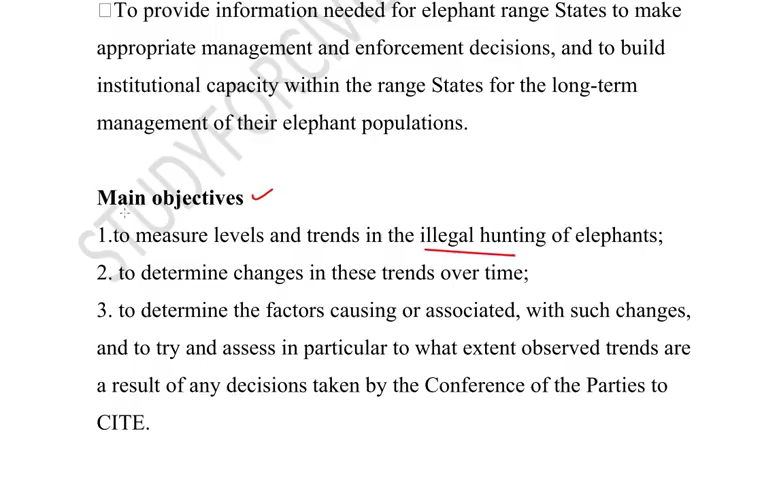 To provide information needed for elephant range States to make
appropriate management and enforcement decisions, and to build
institutional capacity within the range States for the long-term
management of their elephant populations.
Main objectives
1.to measure levels and trends in the illegal hunting of elephants;
2. to determine changes in these trends over time;
3. to determine the factors causing or associated, with such changes,
and to try and assess in particular to what extent observed trends are
a result of any decisions taken by the Conference of the Parties to
CITE.
STUDYFORCIVI